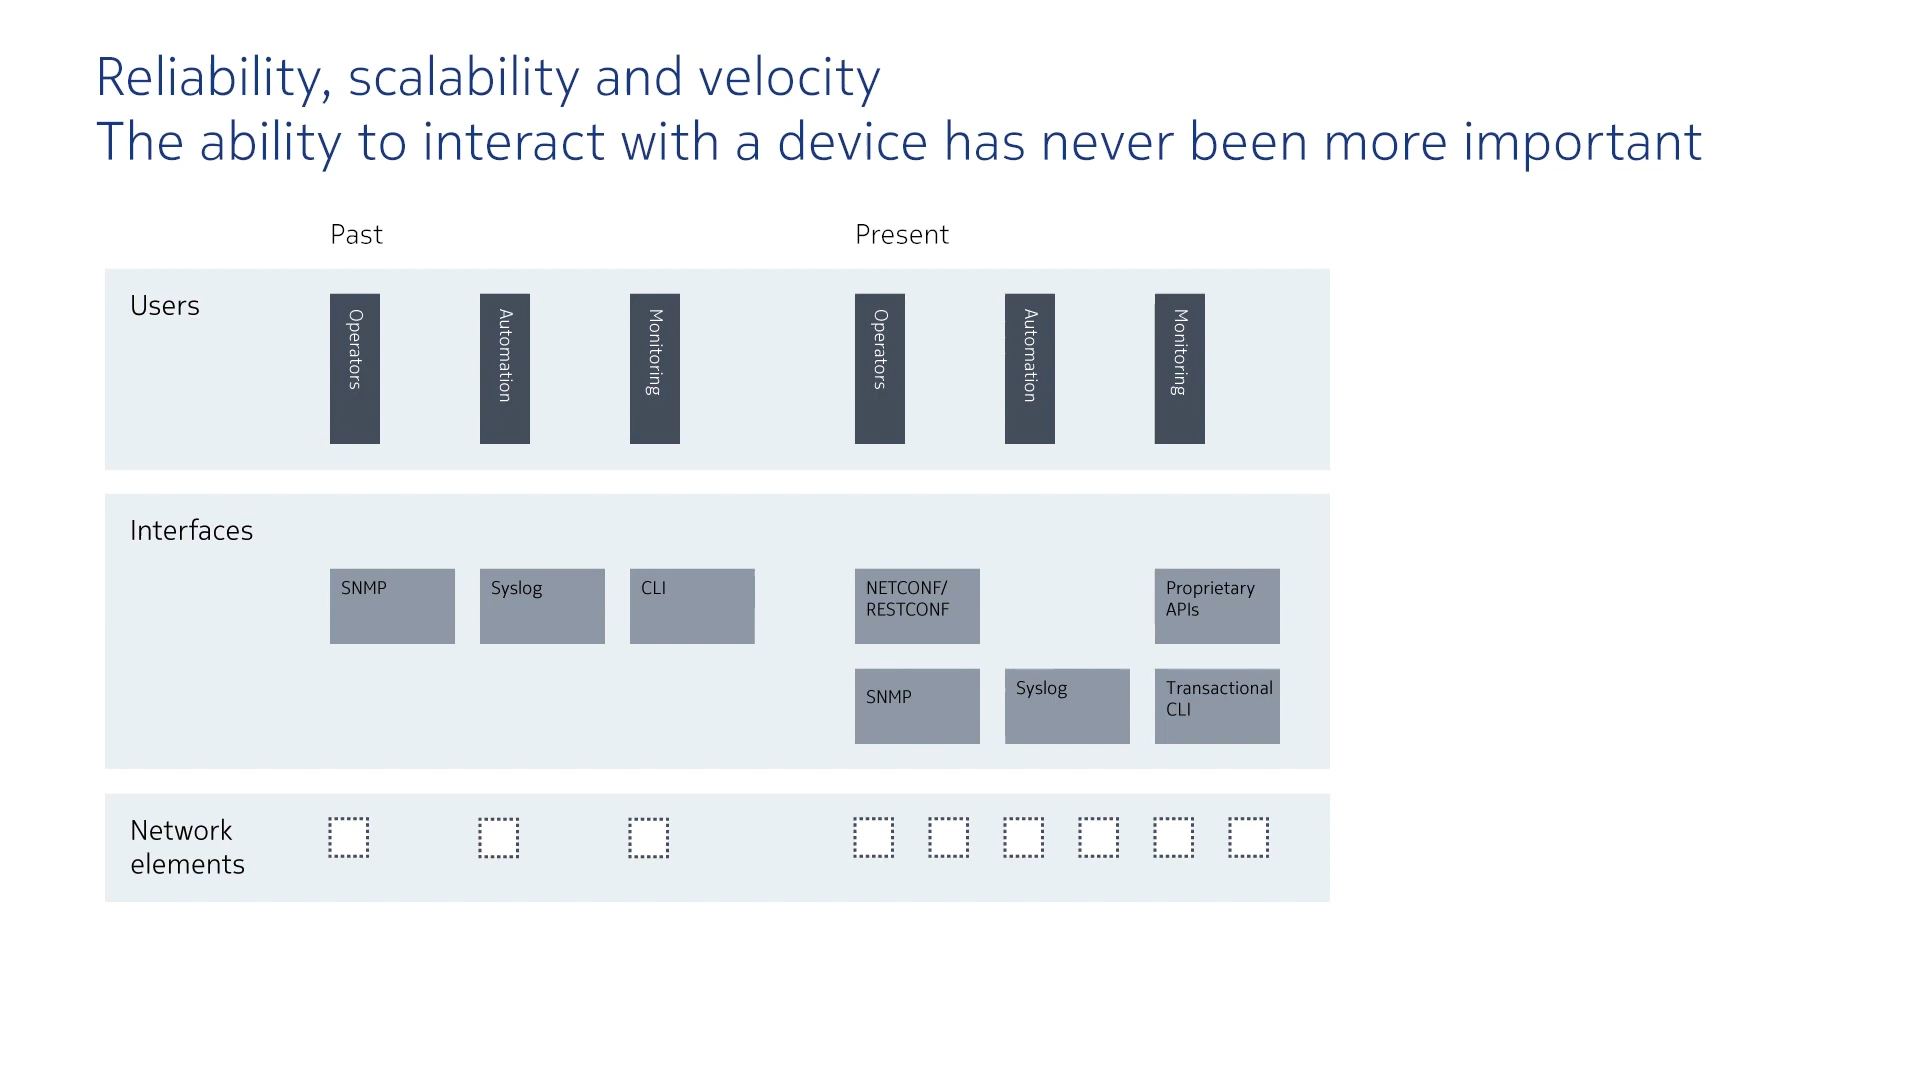 Reliability, scalability and velocity
The ability to interact with a device has never been more important
Past
Present
Users
Operators
Automation
Monitoring
Operators
Automation
Monitoring
Interfaces
SNMP
Syslog
CLI
NETCONF/
RESTCONF
Proprietary
APIs
SNMP
Syslog
Transactional
CLI
Network
elements